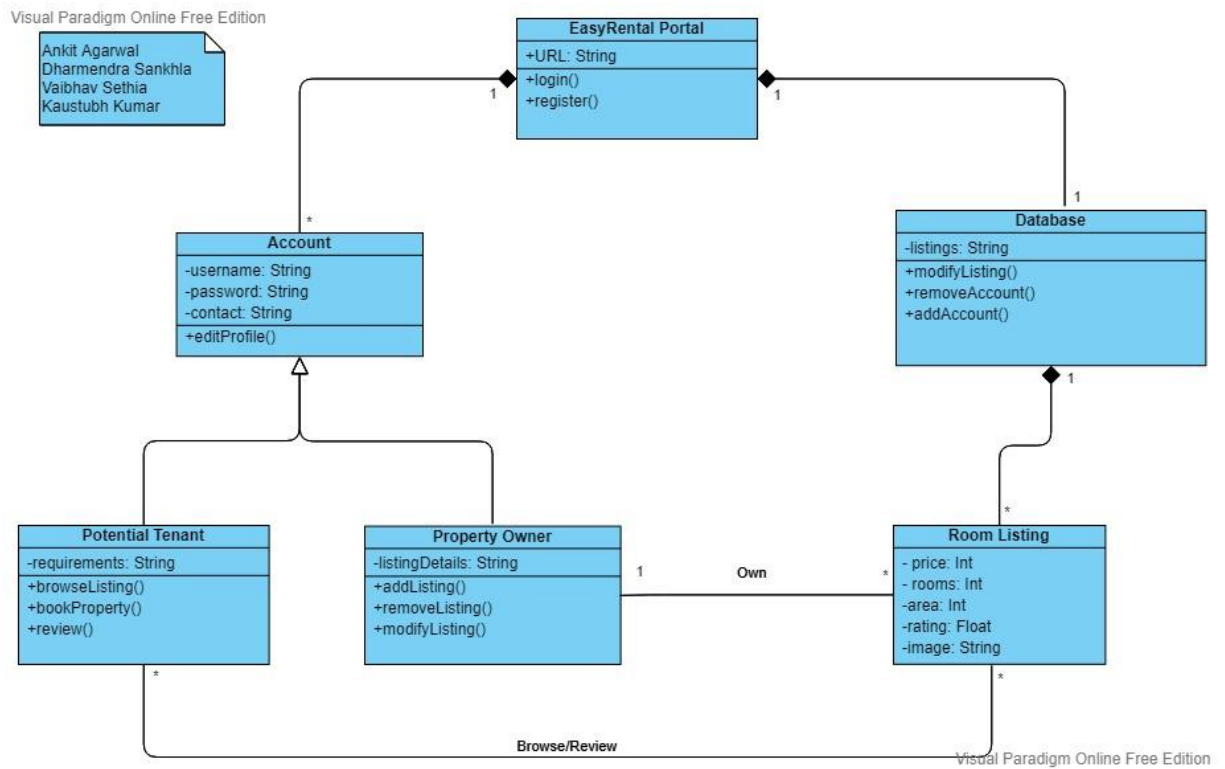 Visual Paradigm Online Free Edition
Ankit Agarwal
Dharmendra Sankhla
Vaibhav Sethia
Kaustubh Kumar
EasyRental Portal
+URL: String
+login()
+register()
1
1
*
1
Account
-username: String
-password: String
-contact: String
+editProfile()
Database
-listings: String
+modifyListing()
+removeAccount()
+addAccount()
1
*
Potential Tenant
-requirements: String
+browseListing()
+bookProperty()
+review()
*
Property Owner
-listingDetails: String
+addListing()
+removeListing()
+modifyListing()
1
Own
*
Room Listing
- price: Int
- rooms: Int
-area: Int
-rating: Float
-image: String
*
Browse/Review
Visual Paradigm Online Free Edition